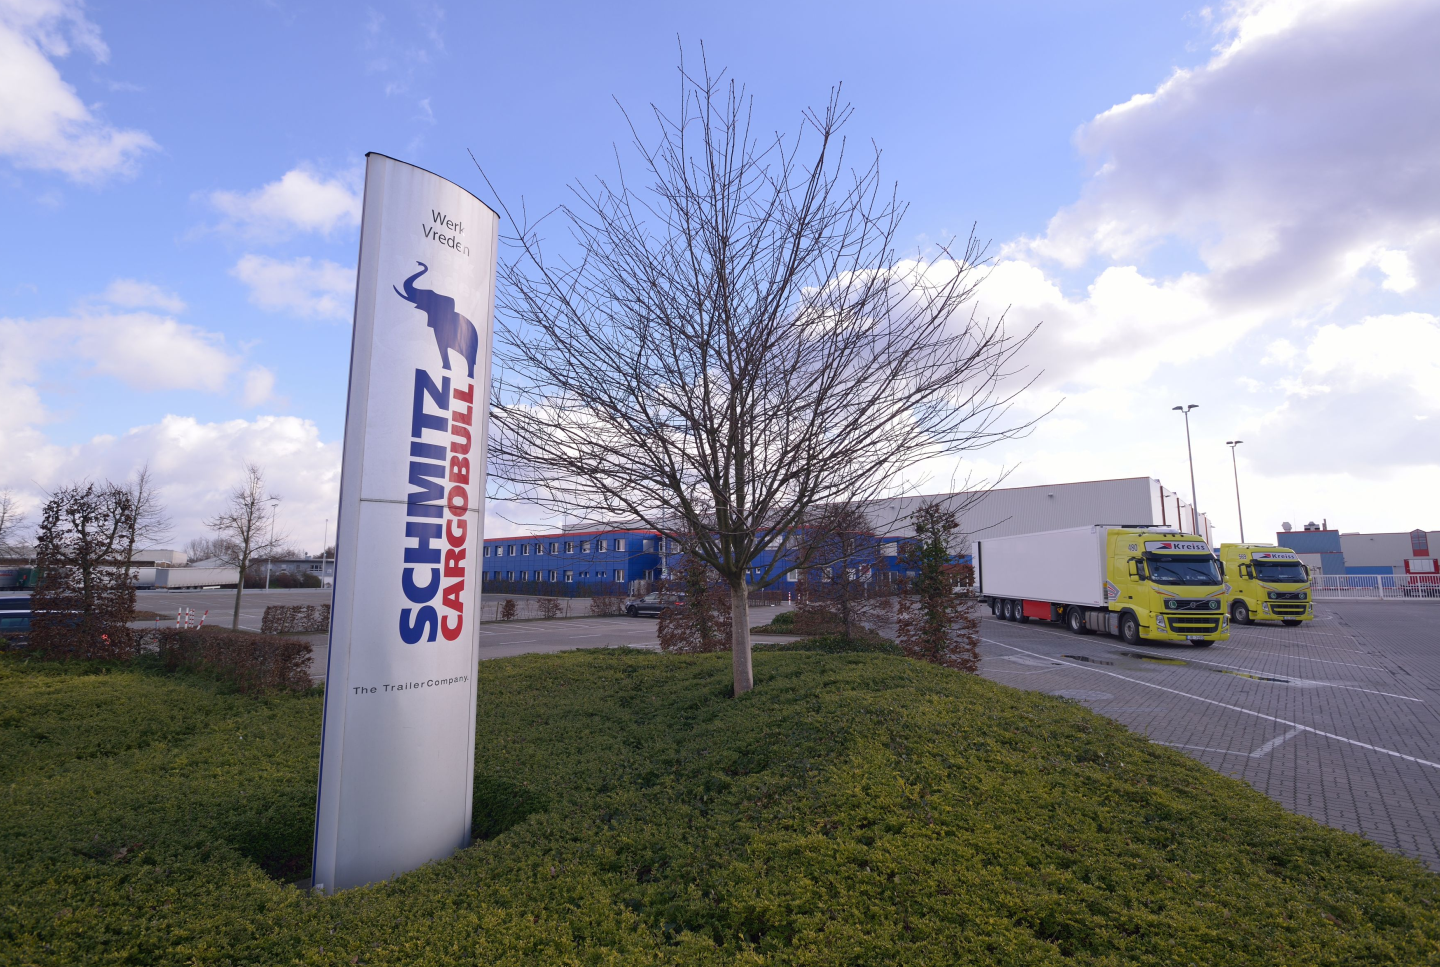 Werk
Vreden
SCHMITZ
CARGOBULL
The TrailerCompany.
Kreiss
Kreiss